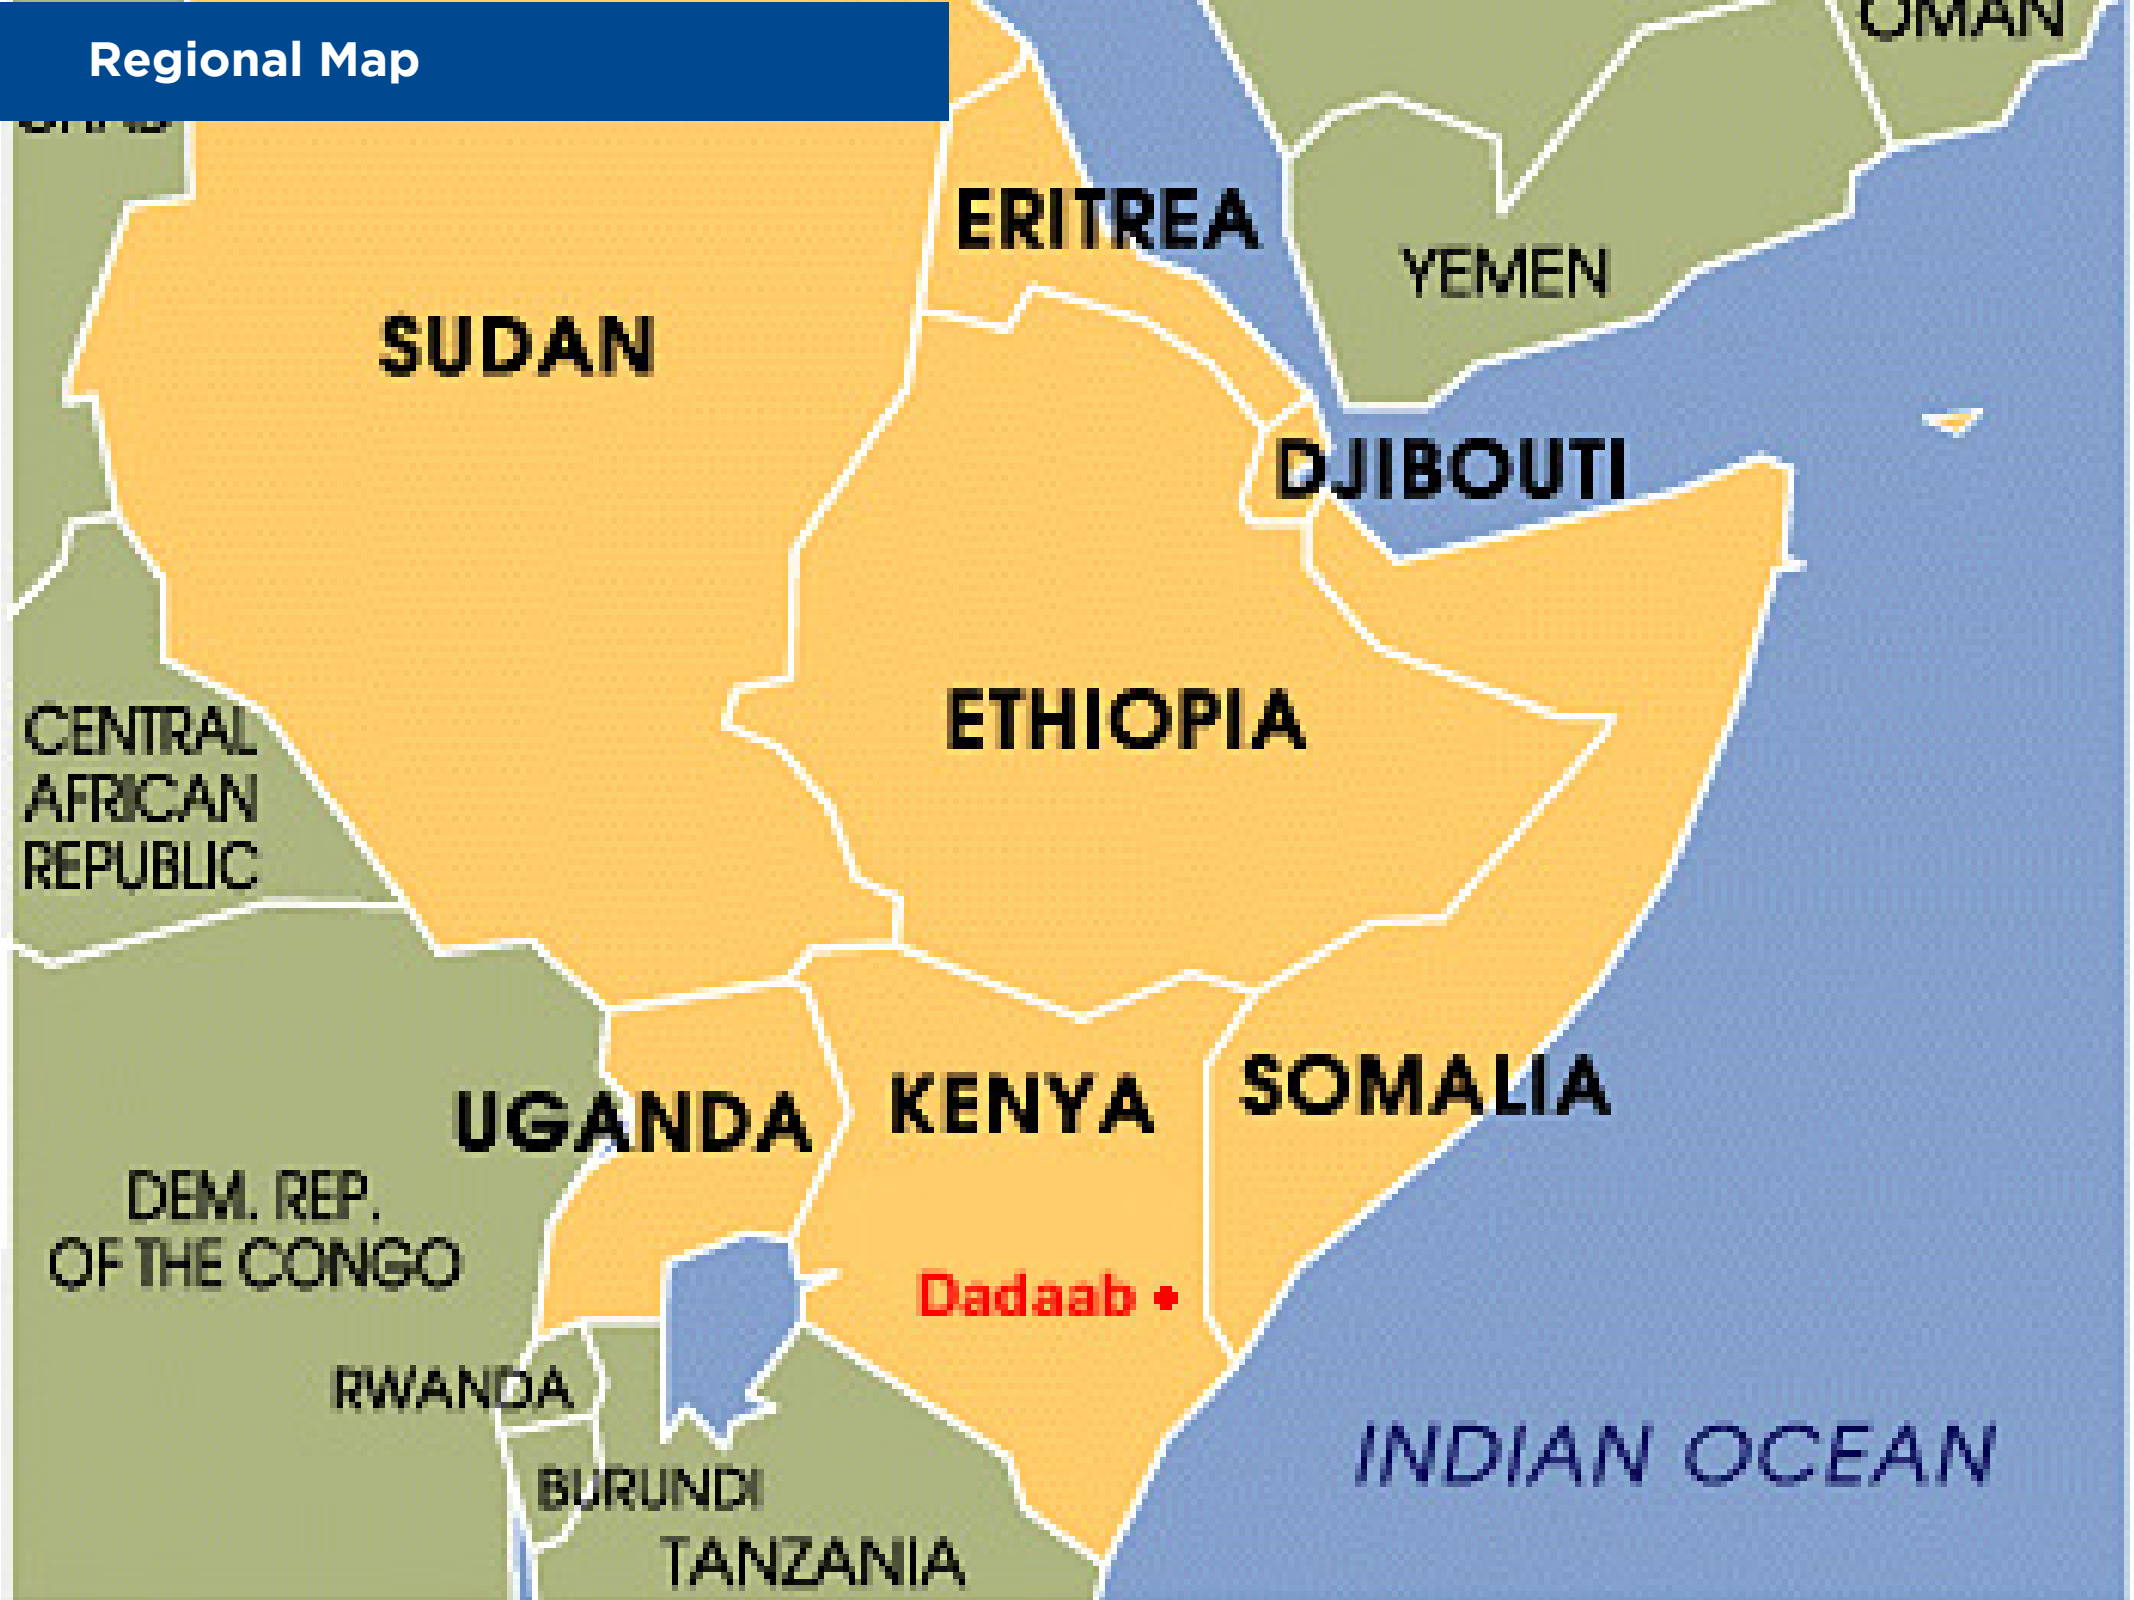 Regional Map
OMAN
ERITREA
YEMEN
SUDAN
DJIBOUTI
ETHIOPIA
CENTRAL
AFRICAN
REPUBLIC
SOMALIA
KENYA
UGANDA
DEM. REP.
OF THE CONGO
Dadaab
RWANDA
INDIAN OCEAN
BURUNDI
TANZANIA